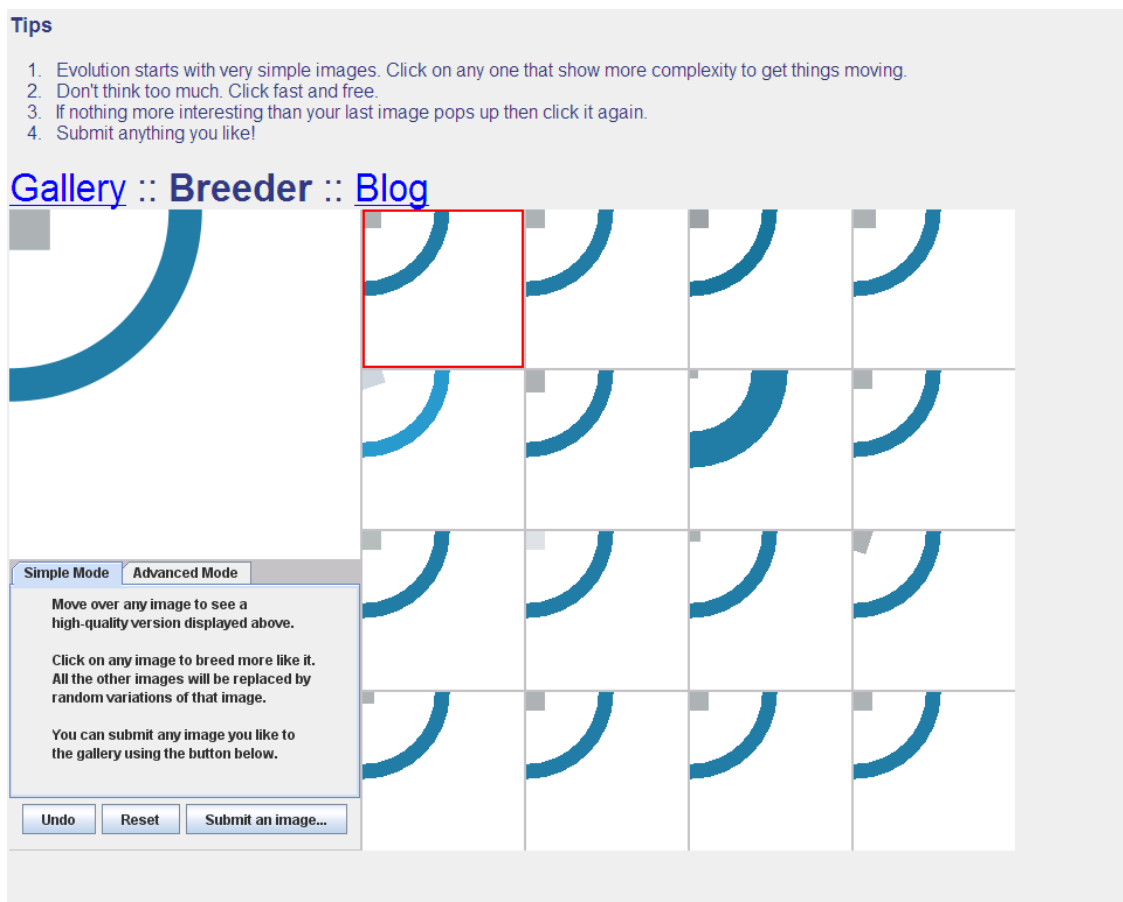 Tips
1. Evolution starts with very simple images. Click on any one that show more complexity to get things moving.
2. Don't think too much. Click fast and free.
3. If nothing more interesting than your last image pops up then click it again.
4. Submit anything you like!
Gallery :: Breeder :: Blog
Simple Mode Advanced Mode
Move over any image to see a
high-quality version displayed above.
Click on any image to breed more like it.
All the other images will be replaced by
random variations of that image.
You can submit any image you like to
the gallery using the button below.
Undo Reset Submit an image...